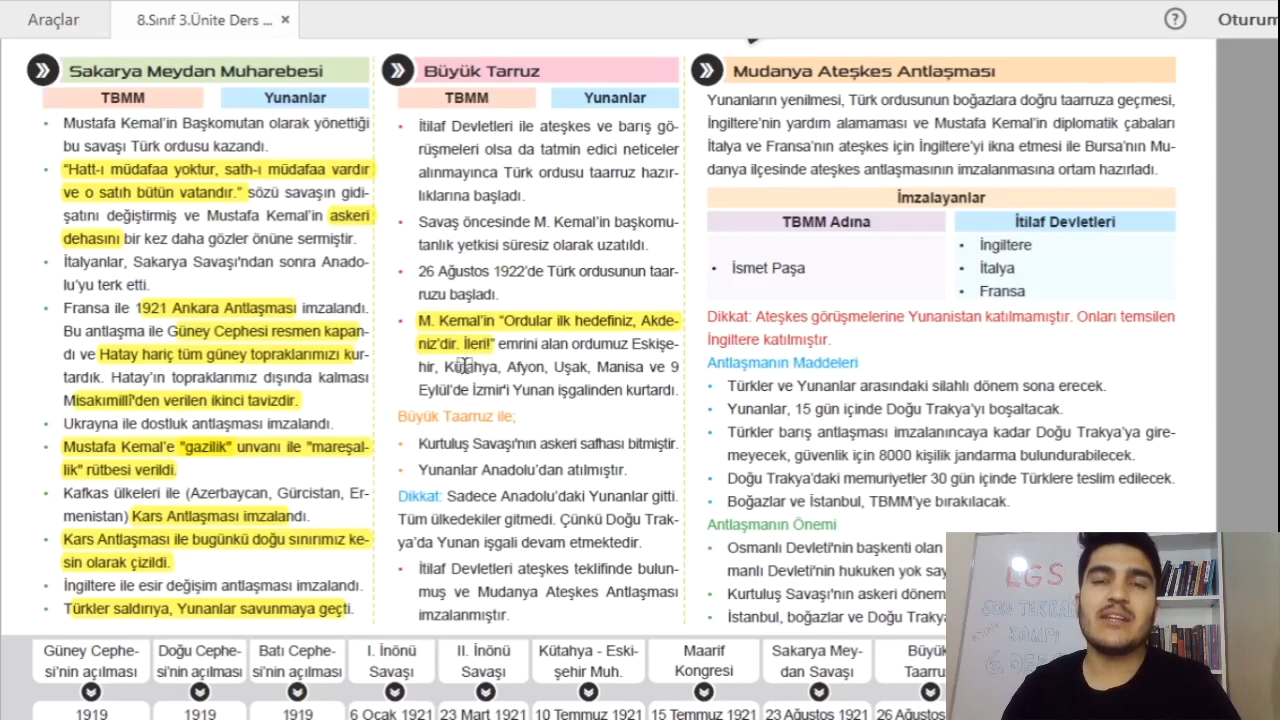 Araçlar
8.Sınıf 3.Ünite Ders ... ×
? Oturum
Sakarya Meydan Muharebesi
TBMM Yunanlar
• Mustafa Kemal'in Başkomutan olarak yönettiği
bu savaşı Türk ordusu kazandı.
• "Hatt-ı müdafaa yoktur, sath-ı müdafaa vardır
ve o satıh bütün vatandır." sözü savaşın gidi-
şatını değiştirmiş ve Mustafa Kemal'in askeri
dehasını bir kez daha gözler önüne sermiştir.
• İtalyanlar, Sakarya Savaşı'ndan sonra Anado-
lu'yu terk etti.
• Fransa ile 1921 Ankara Antlaşması imzalandı.
Bu antlaşma ile Güney Cephesi resmen kapan-
dı ve Hatay hariç tüm güney topraklarımızı kur-
tardık. Hatay'ın topraklarımız dışında kalması
Misakımillî'den verilen ikinci tavizdir.
• Ukrayna ile dostluk antlaşması imzalandı.
• Mustafa Kemal'e "gazilik" unvanı ile "mareşal-
lik" rütbesi verildi.
• Kafkas ülkeleri ile (Azerbaycan, Gürcistan, Er-
menistan) Kars Antlaşması imzalandı.
• Kars Antlaşması ile bugünkü doğu sınırımız ke-
sin olarak çizildi.
• İngiltere ile esir değişim antlaşması imzalandı.
• Türkler saldırıya, Yunanlar savunmaya geçti.
Büyük Tarruz
TBMM Yunanlar
• İtilaf Devletleri ile ateşkes ve barış gö-
rüşmeleri olsa da tatmin edici neticeler
alınmayınca Türk ordusu taarruz hazır-
lıklarına başladı.
• Savaş öncesinde M. Kemal'in başkomu-
tanlık yetkisi süresiz olarak uzatıldı.
• 26 Ağustos 1922'de Türk ordusunun taar-
ruzu başladı.
• M. Kemal'in "Ordular ilk hedefiniz, Akde-
niz'dir. İleri!" emrini alan ordumuz Eskişe-
hir, Kütahya, Afyon, Uşak, Manisa ve 9
Eylül'de İzmir'i Yunan işgalinden kurtardı.
Büyük Taarruz ile;
• Kurtuluş Savaşı'nın askeri safhası bitmiştir.
• Yunanlar Anadolu'dan atılmıştır.
Dikkat: Sadece Anadolu'daki Yunanlar gitti.
Tüm ülkedekiler gitmedi. Çünkü Doğu Trak-
ya'da Yunan işgali devam etmektedir.
• İtilaf Devletleri ateşkes teklifinde bulun-
muş ve Mudanya Ateşkes Antlaşması
imzalanmıştır.
Mudanya Ateşkes Antlaşması
Yunanların yenilmesi, Türk ordusunun boğazlara doğru taarruza geçmesi,
İngiltere'nin yardım alamaması ve Mustafa Kemal'in diplomatik çabaları
İtalya ve Fransa'nın ateşkes için İngiltere'yi ikna etmesi ile Bursa'nın Mu-
danya ilçesinde ateşkes antlaşmasının imzalanmasına ortam hazırladı.
İmzalayanlar
TBMM Adına İtilaf Devletleri
• İsmet Paşa
• İngiltere
• İtalya
• Fransa
Dikkat: Ateşkes görüşmelerine Yunanistan katılmamıştır. Onları temsilen
İngiltere katılmıştır.
Antlaşmanın Maddeleri
• Türkler ve Yunanlar arasındaki silahlı dönem sona erecek.
• Yunanlar, 15 gün içinde Doğu Trakya'yı boşaltacak.
• Türkler barış antlaşması imzalanıncaya kadar Doğu Trakya'ya gire-
meyecek, güvenlik için 8000 kişilik jandarma bulundurabilecek.
• Doğu Trakya'daki memuriyetler 30 gün içinde Türklere teslim edilecek.
• Boğazlar ve İstanbul, TBMM'ye bırakılacak.
Antlaşmanın Önemi
• Osmanlı Devleti'nin başkenti olan
manlı Devleti'nin hukuken yok say
• Kurtuluş Savaşı'nın askeri dönem
• İstanbul, boğazlar ve Doğu Trakya
LGS
SON TEKRAR
KAMPI
6. DERS
Güney Cephe-
si'nin açılması
1919
Doğu Cephe-
si'nin açılması
1919
Batı Cephe-
si'nin açılması
1919
I. İnönü
Savaşı
6 Ocak 1921
II. İnönü
Savaşı
23 Mart 1921
Kütahya - Eski-
şehir Muh.
10 Temmuz 1921
Maarif
Kongresi
15 Temmuz 1921
Sakarya Mey-
dan Savaşı
23 Ağustos 1921
Büyük
Taarru
26 Ağustos